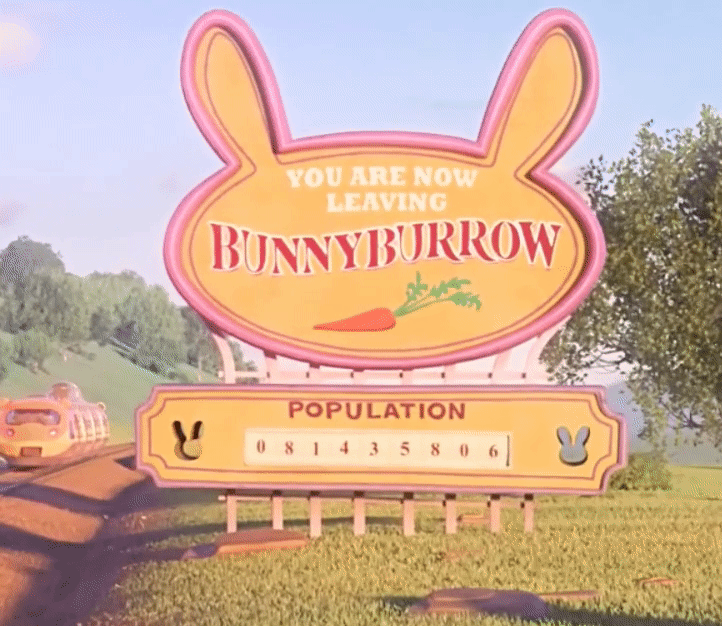 YOU ARE NOW
LEAVING
BUNNYBURROW
POPULATION
081435806